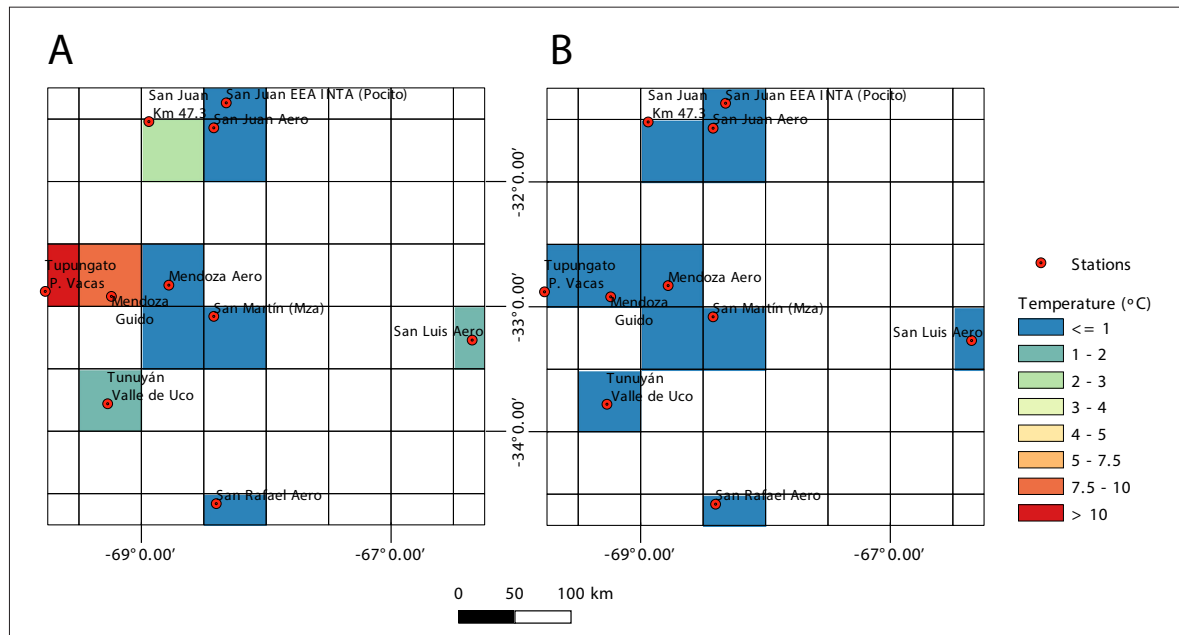 A
San Juan
Km 47.3
San Juan EEA INTA (Pocito)
San Juan Aero
Tupungato
P. Vacas
Mendoza Aero
Mendoza
Guido
San Martín (Mza)
San Luis Aero
Tunuyán
Valle de Uco
San Rafael Aero
-69°0.00’
-67°0.00’
-32°0.00’
-33°0.00’
-34°0.00’
B
San Juan
Km 47.3
San Juan EEA INTA (Pocito)
San Juan Aero
Tupungato
P. Vacas
Mendoza Aero
Mendoza
Guido
San Martín (Mza)
San Luis Aero
Tunuyán
Valle de Uco
San Rafael Aero
-69°0.00’
-67°0.00’
Stations
Temperature (ºC)
<= 1
1 - 2
2 - 3
3 - 4
4 - 5
5 - 7.5
7.5 - 10
> 10
0 50 100 km